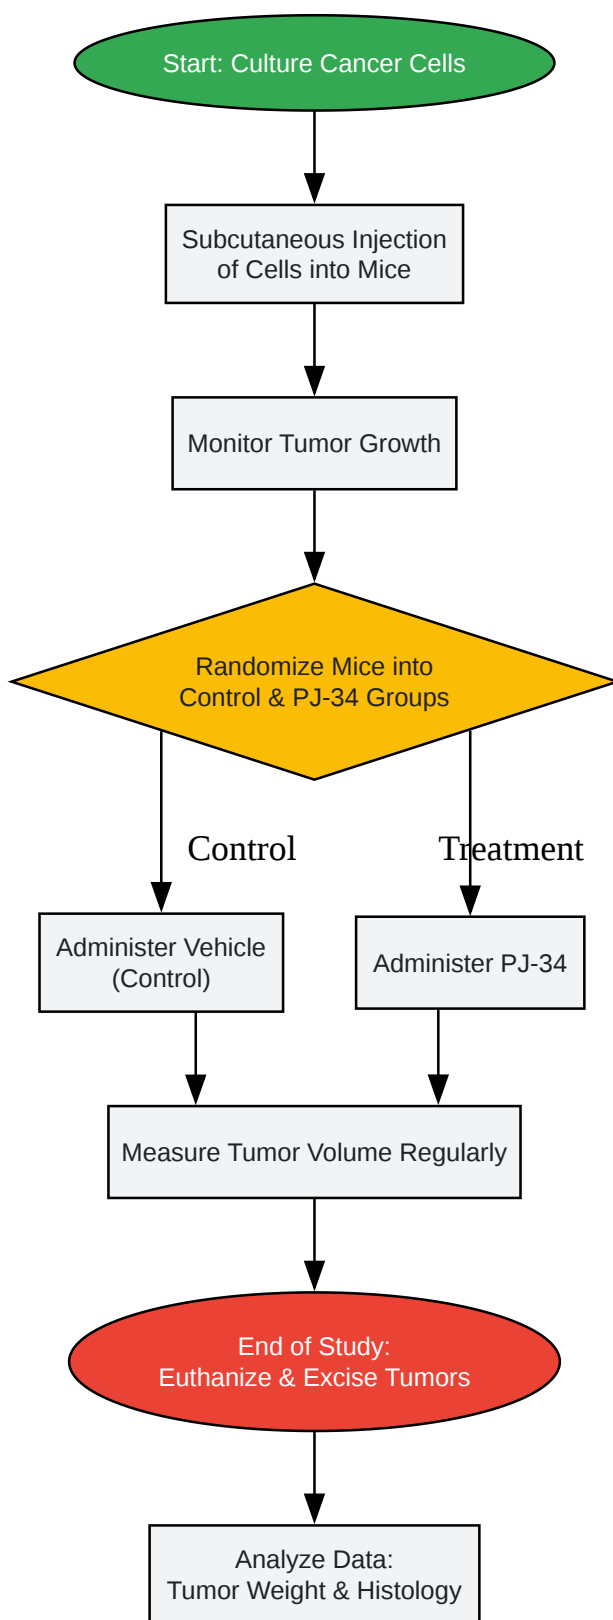 Start: Culture Cancer Cells
Subcutaneous Injection
of Cells into Mice
Monitor Tumor Growth
Randomize Mice into
Control & PJ-34 Groups
Control
Treatment
Administer Vehicle
(Control)
Administer PJ-34
Measure Tumor Volume Regularly
End of Study:
Euthanize & Excise Tumors
Analyze Data:
Tumor Weight & Histology